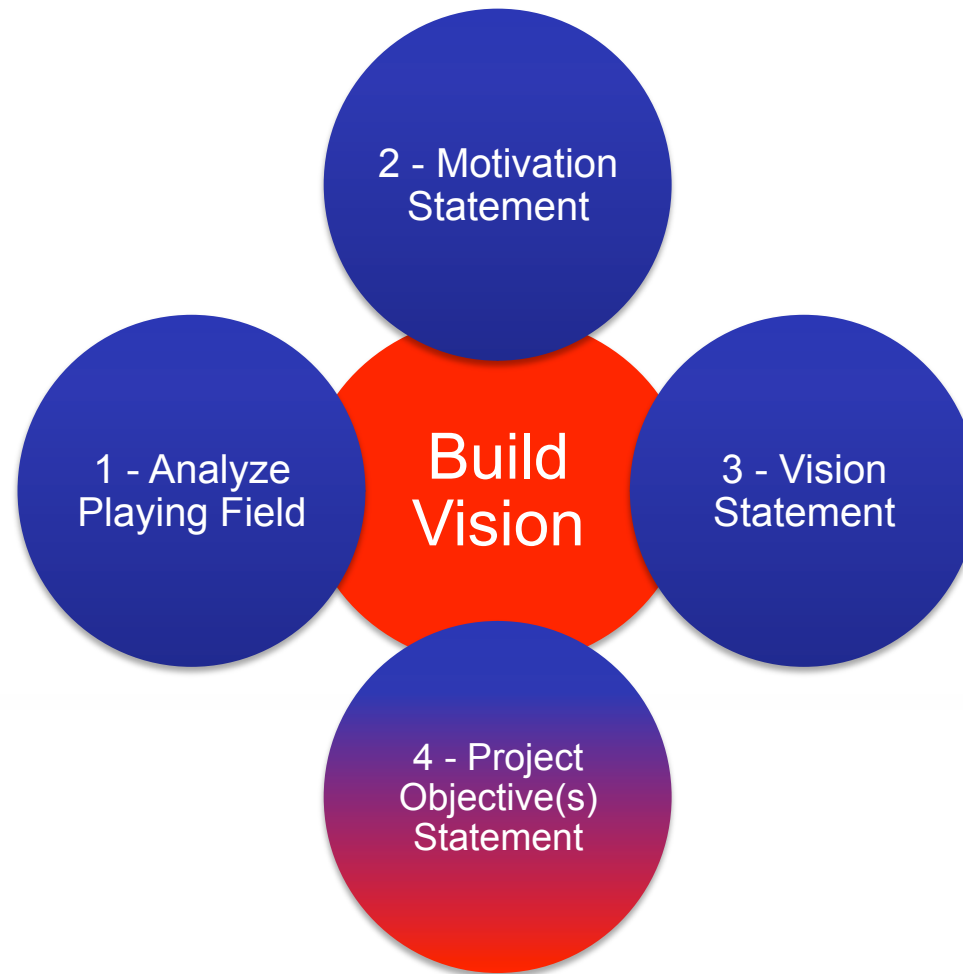 2 - Motivation
Statement
1 - Analyze
Playing Field
Build
Vision
3 - Vision
Statement
4 - Project
Objective(s)
Statement